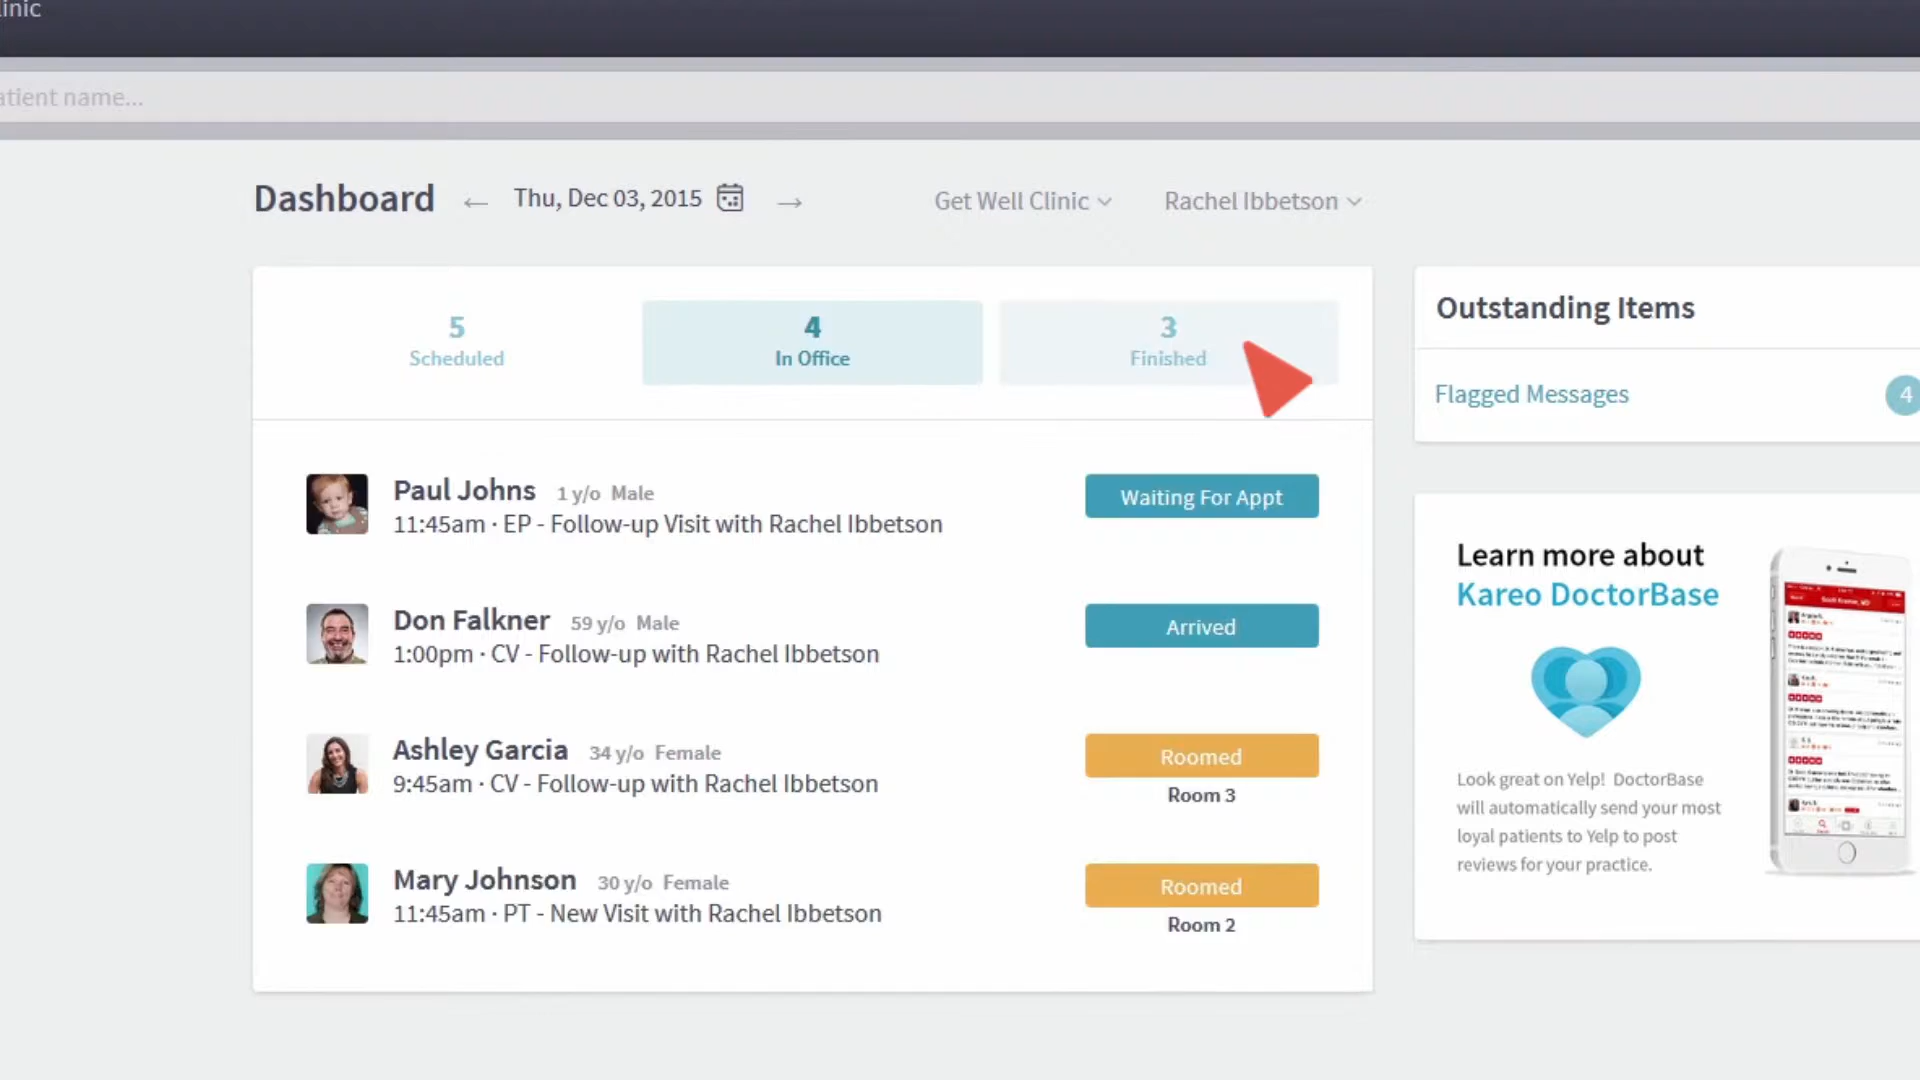 linic
atient name...
Dashboard ← Thu, Dec 03, 2015 → Get Well Clinic Rachel Ibbetson
5
Scheduled
4
In Office
3
Finished
Paul Johns 1 y/o Male
11:45am · EP - Follow-up Visit with Rachel Ibbetson
Waiting For Appt
Don Falkner 59 y/o Male
1:00pm · CV - Follow-up with Rachel Ibbetson
Arrived
Ashley Garcia 34 y/o Female
9:45am · CV - Follow-up with Rachel Ibbetson
Roomed
Room 3
Mary Johnson 30 y/o Female
11:45am · PT - New Visit with Rachel Ibbetson
Roomed
Room 2
Outstanding Items
Flagged Messages 4
Learn more about
Kareo DoctorBase
Look great on Yelp! DoctorBase
will automatically send your most
loyal patients to Yelp to post
reviews for your practice.